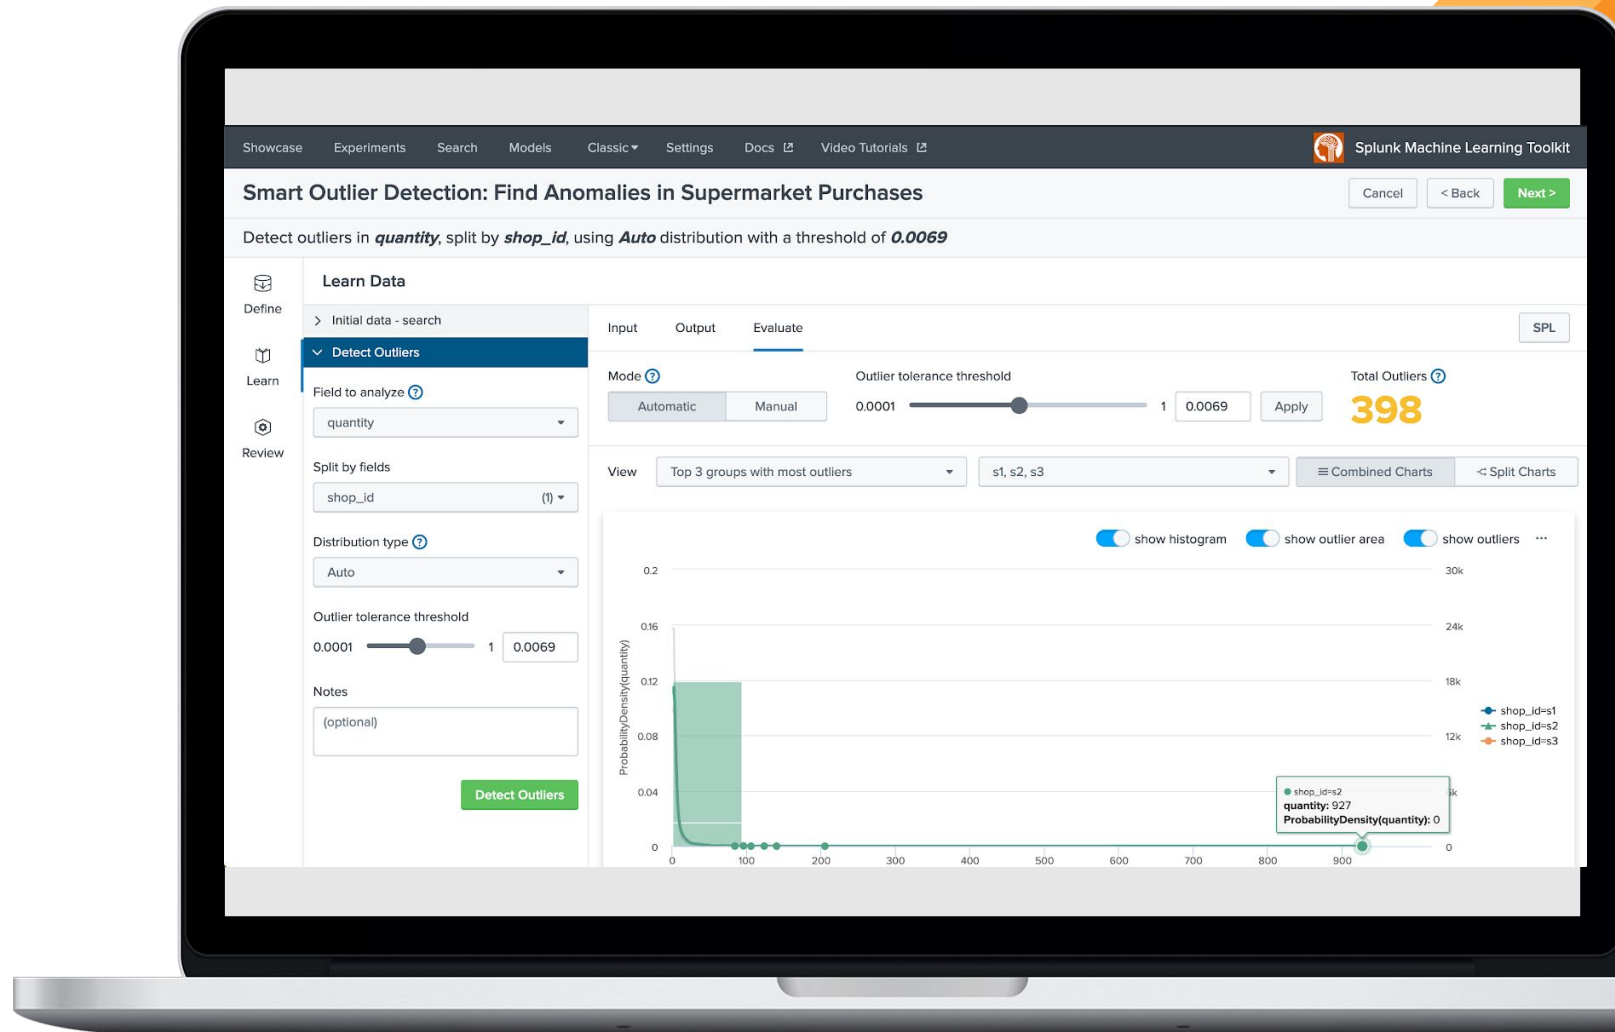 Showcase Experiments Search Models Classic Settings Docs Video Tutorials Splunk Machine Learning Toolkit
Smart Outlier Detection: Find Anomalies in Supermarket Purchases Cancel < Back Next >
Detect outliers in quantity, split by shop_id, using Auto distribution with a threshold of 0.0069
Define
Learn
Review
Learn Data
Initial data - search
Detect Outliers
Field to analyze ?
quantity
Split by fields
shop_id (1)
Distribution type ?
Auto
Outlier tolerance threshold
0.0001 1 0.0069
Notes
(optional)
Detect Outliers
Input Output Evaluate SPL
Mode ? Outlier tolerance threshold Total Outliers ?
Automatic Manual 0.0001 1 0.0069 Apply 398
View Top 3 groups with most outliers s1, s2, s3 Combined Charts Split Charts
show histogram show outlier area show outliers ...
ProbabilityDensity(quantity)
0.2 30k
0.16 24k
0.12 18k
0.08 12k
0.04
0 0
shop_id=s1
shop_id=s2
shop_id=s3
shop_id=s2
quantity: 927
ProbabilityDensity(quantity): 0
0 100 200 300 400 500 600 700 800 900